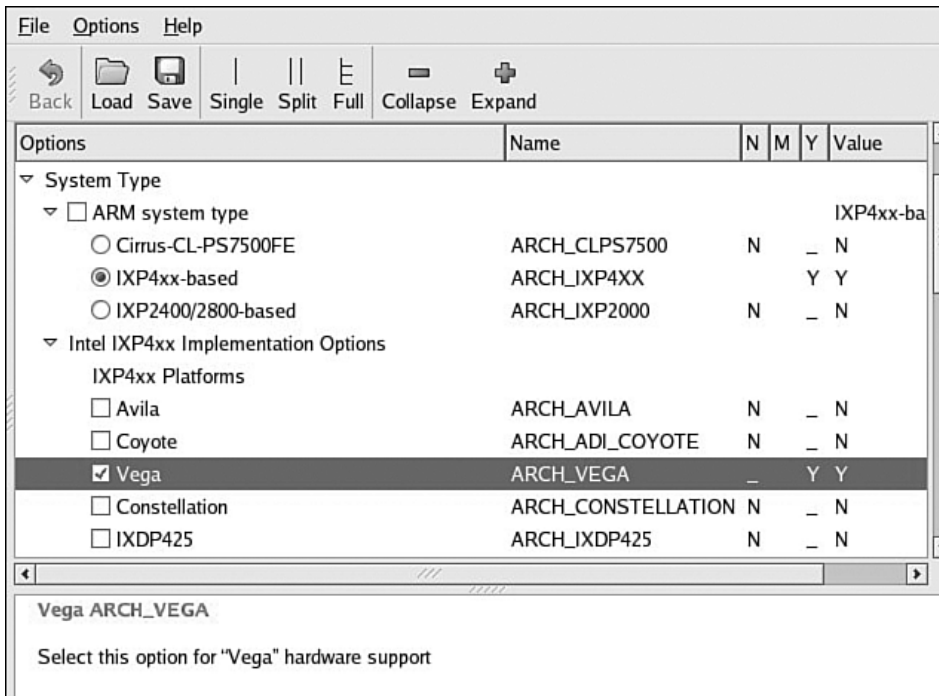 File Options Help
Back Load Save Single Split Full Collapse Expand
Options Name N M Y Value
System Type
ARM system type IXP4xx-ba
Cirrus-CL-PS7500FE ARCH_CLPS7500 N _ N
IXP4xx-based ARCH_IXP4XX Y Y
IXP2400/2800-based ARCH_IXP2000 N _ N
Intel IXP4xx Implementation Options
IXP4xx Platforms
Avila ARCH_AVILA N _ N
Coyote ARCH_ADI_COYOTE N _ N
Vega ARCH_VEGA _ Y Y
Constellation ARCH_CONSTELLATION N _ N
IXDP425 ARCH_IXDP425 N _ N
Vega ARCH_VEGA
Select this option for “Vega” hardware support